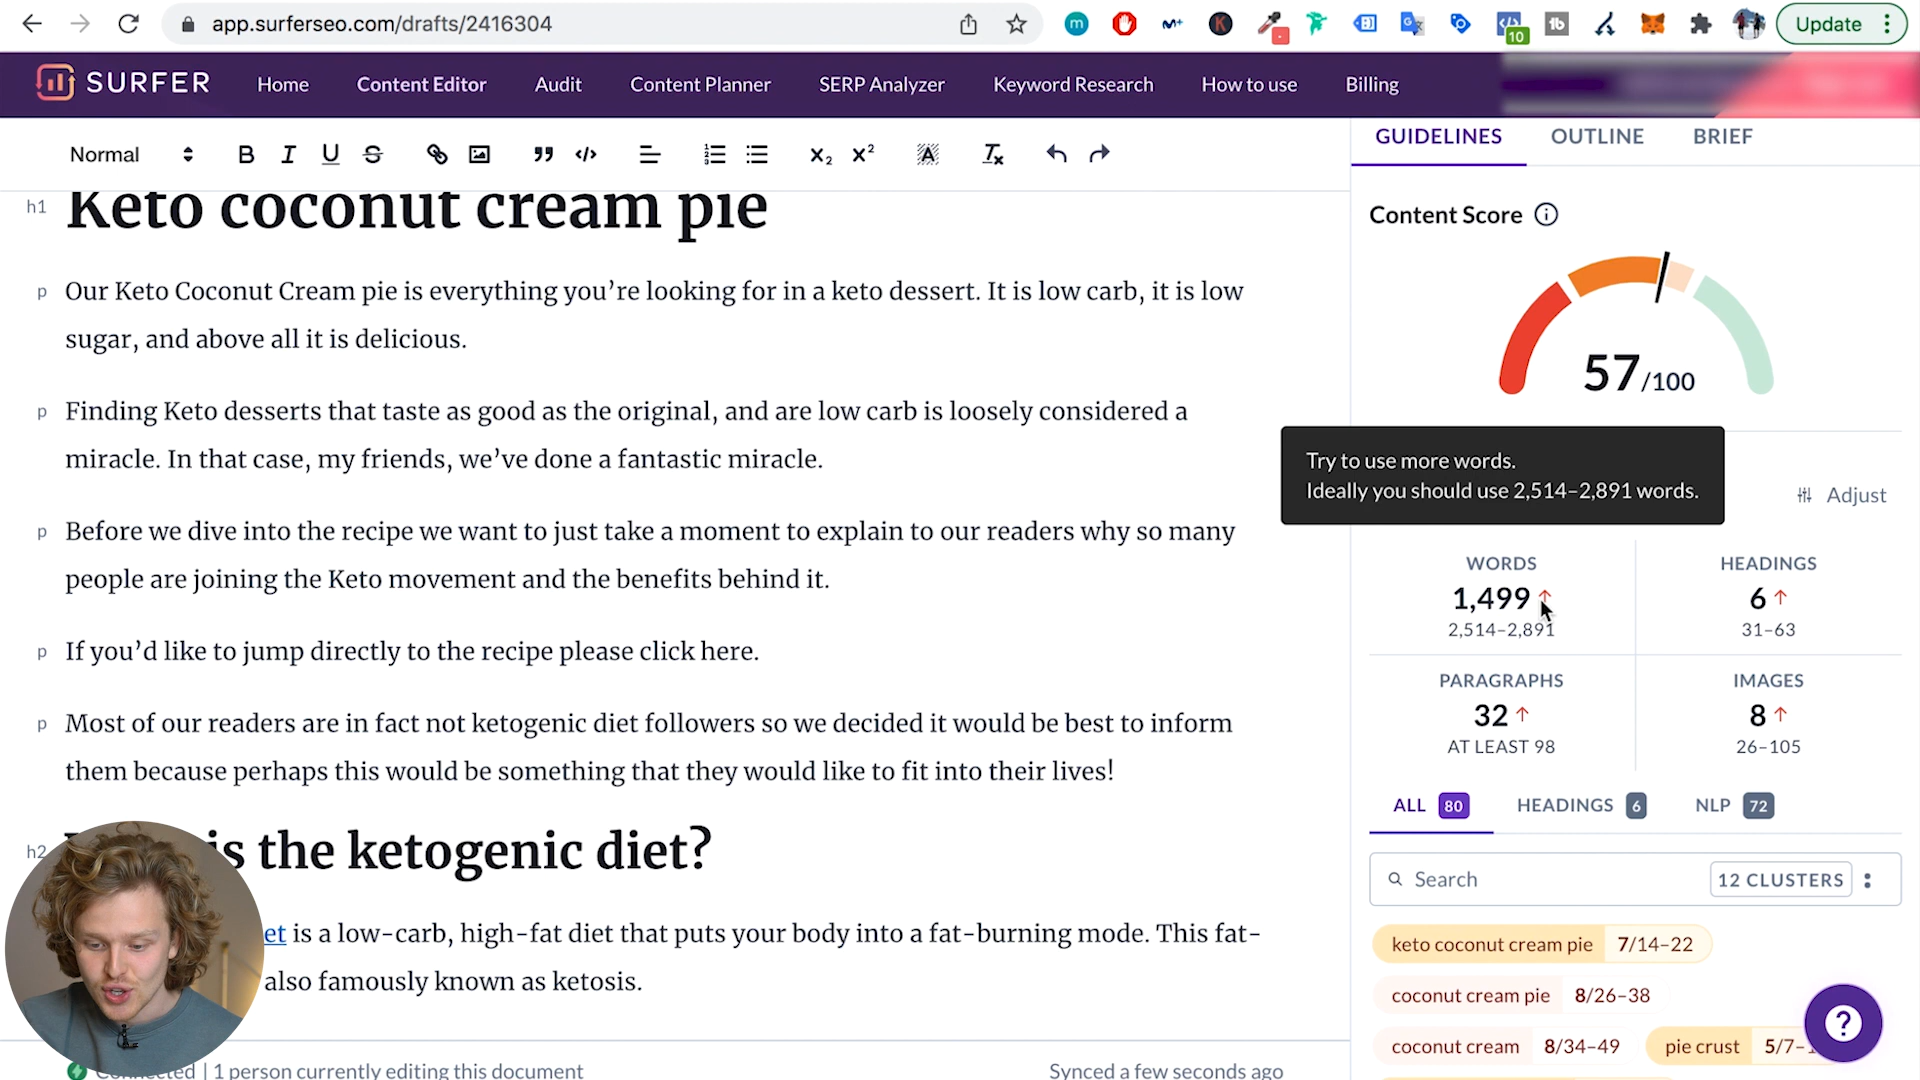 app.surferseo.com/drafts/2416304
m
K
10
tb
Update
SURFER
Home
Content Editor
Audit
Content Planner
SERP Analyzer
Keyword Research
How to use
Billing
Normal
B I U S
GUIDELINES
OUTLINE
BRIEF
h1 Keto coconut cream pie
p Our Keto Coconut Cream pie is everything you’re looking for in a keto dessert. It is low carb, it is low
sugar, and above all it is delicious.
p Finding Keto desserts that taste as good as the original, and are low carb is loosely considered a
miracle. In that case, my friends, we’ve done a fantastic miracle.
p Before we dive into the recipe we want to just take a moment to explain to our readers why so many
people are joining the Keto movement and the benefits behind it.
p If you’d like to jump directly to the recipe please click here.
p Most of our readers are in fact not ketogenic diet followers so we decided it would be best to inform
them because perhaps this would be something that they would like to fit into their lives!
h2 is the ketogenic diet?
et is a low-carb, high-fat diet that puts your body into a fat-burning mode. This fat-
also famously known as ketosis.
Connected | 1 person currently editing this document
Synced a few seconds ago
Content Score
57/100
Try to use more words.
Ideally you should use 2,514–2,891 words.
Adjust
WORDS
1,499 ↑
2,514–2,891
HEADINGS
6 ↑
31–63
PARAGRAPHS
32 ↑
AT LEAST 98
IMAGES
8 ↑
26–105
ALL 80
HEADINGS 6
NLP 72
Search
12 CLUSTERS
keto coconut cream pie 7/14–22
coconut cream pie 8/26–38
coconut cream 8/34–49
pie crust 5/7–
?